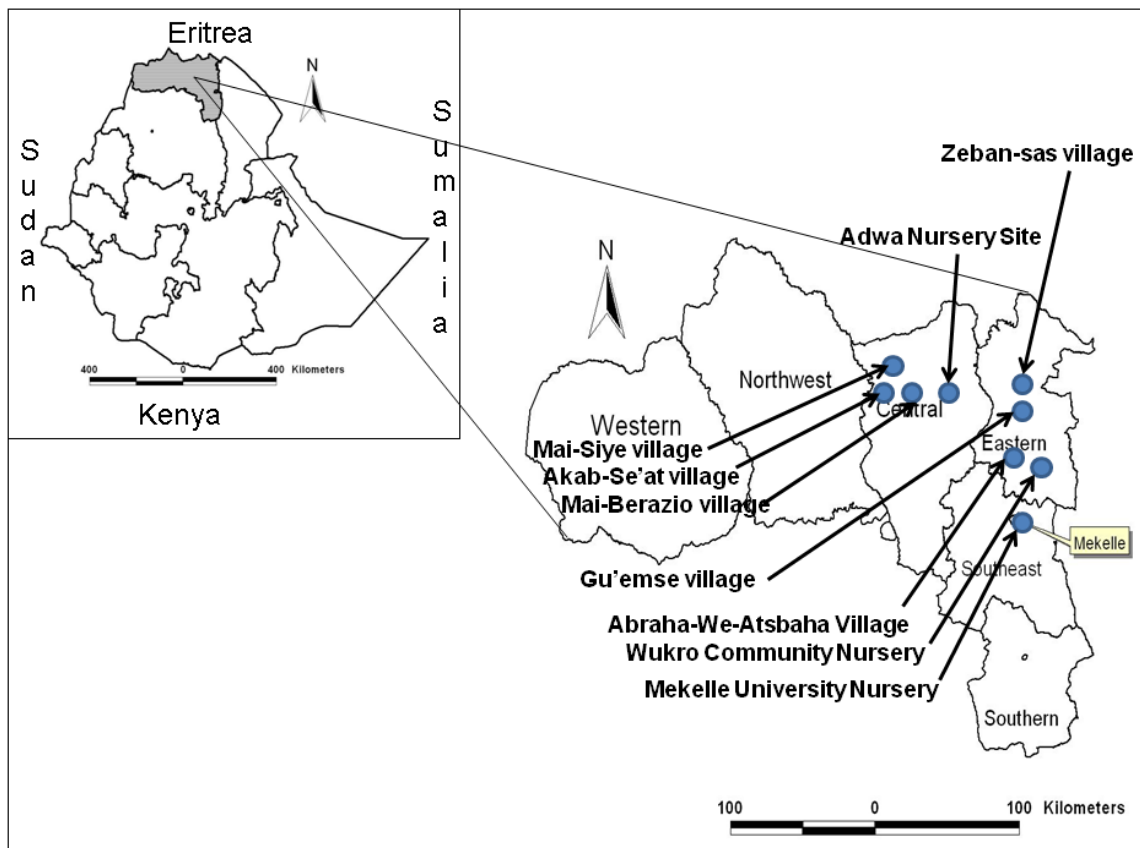 Eritrea
N
Sudan
Sumalia
400 0 400 Kilometers
Kenya
Zeban-sas village
Adwa Nursery Site
N
Northwest
Central
Western
Eastern
Mai-Siye village
Akab-Se'at village
Mai-Berazio village
Mekelle
Southeast
Gu'emse village
Abraha-We-Atsbaha Village
Wukro Community Nursery
Mekelle University Nursery
Southern
100 0 100 Kilometers